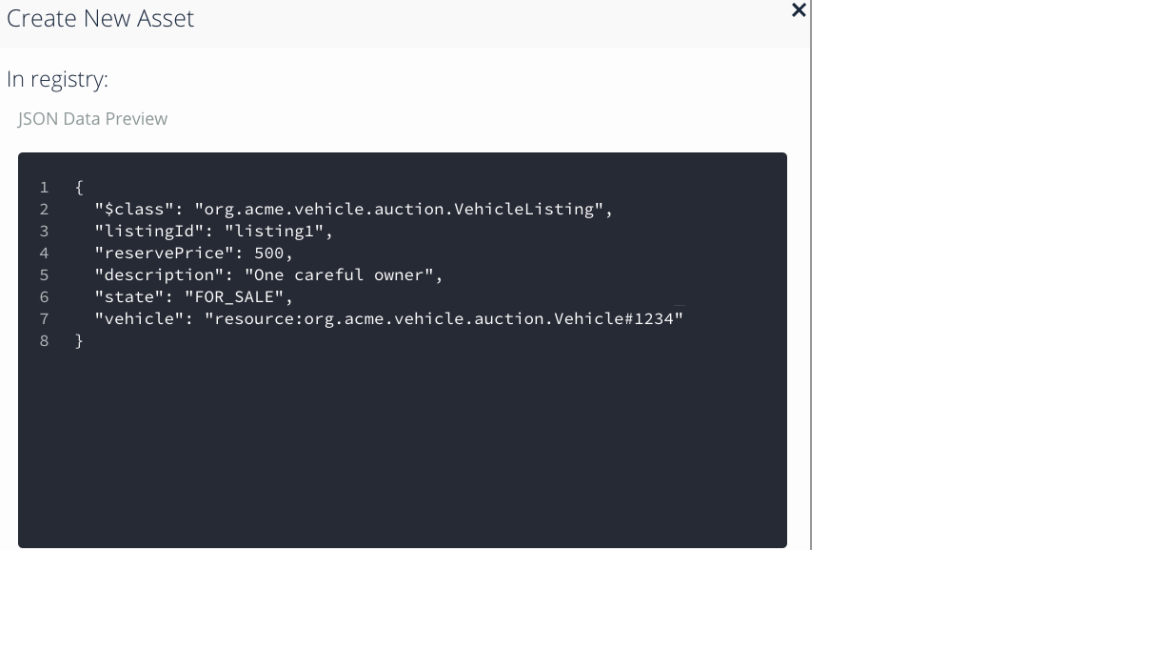 Create New Asset
In registry:
JSON Data Preview
1 {
2   "$class": "org.acme.vehicle.auction.VehicleListing",
3   "listingId": "listing1",
4   "reservePrice": 500,
5   "description": "One careful owner",
6   "state": "FOR_SALE",
7   "vehicle": "resource:org.acme.vehicle.auction.Vehicle#1234"
8 }